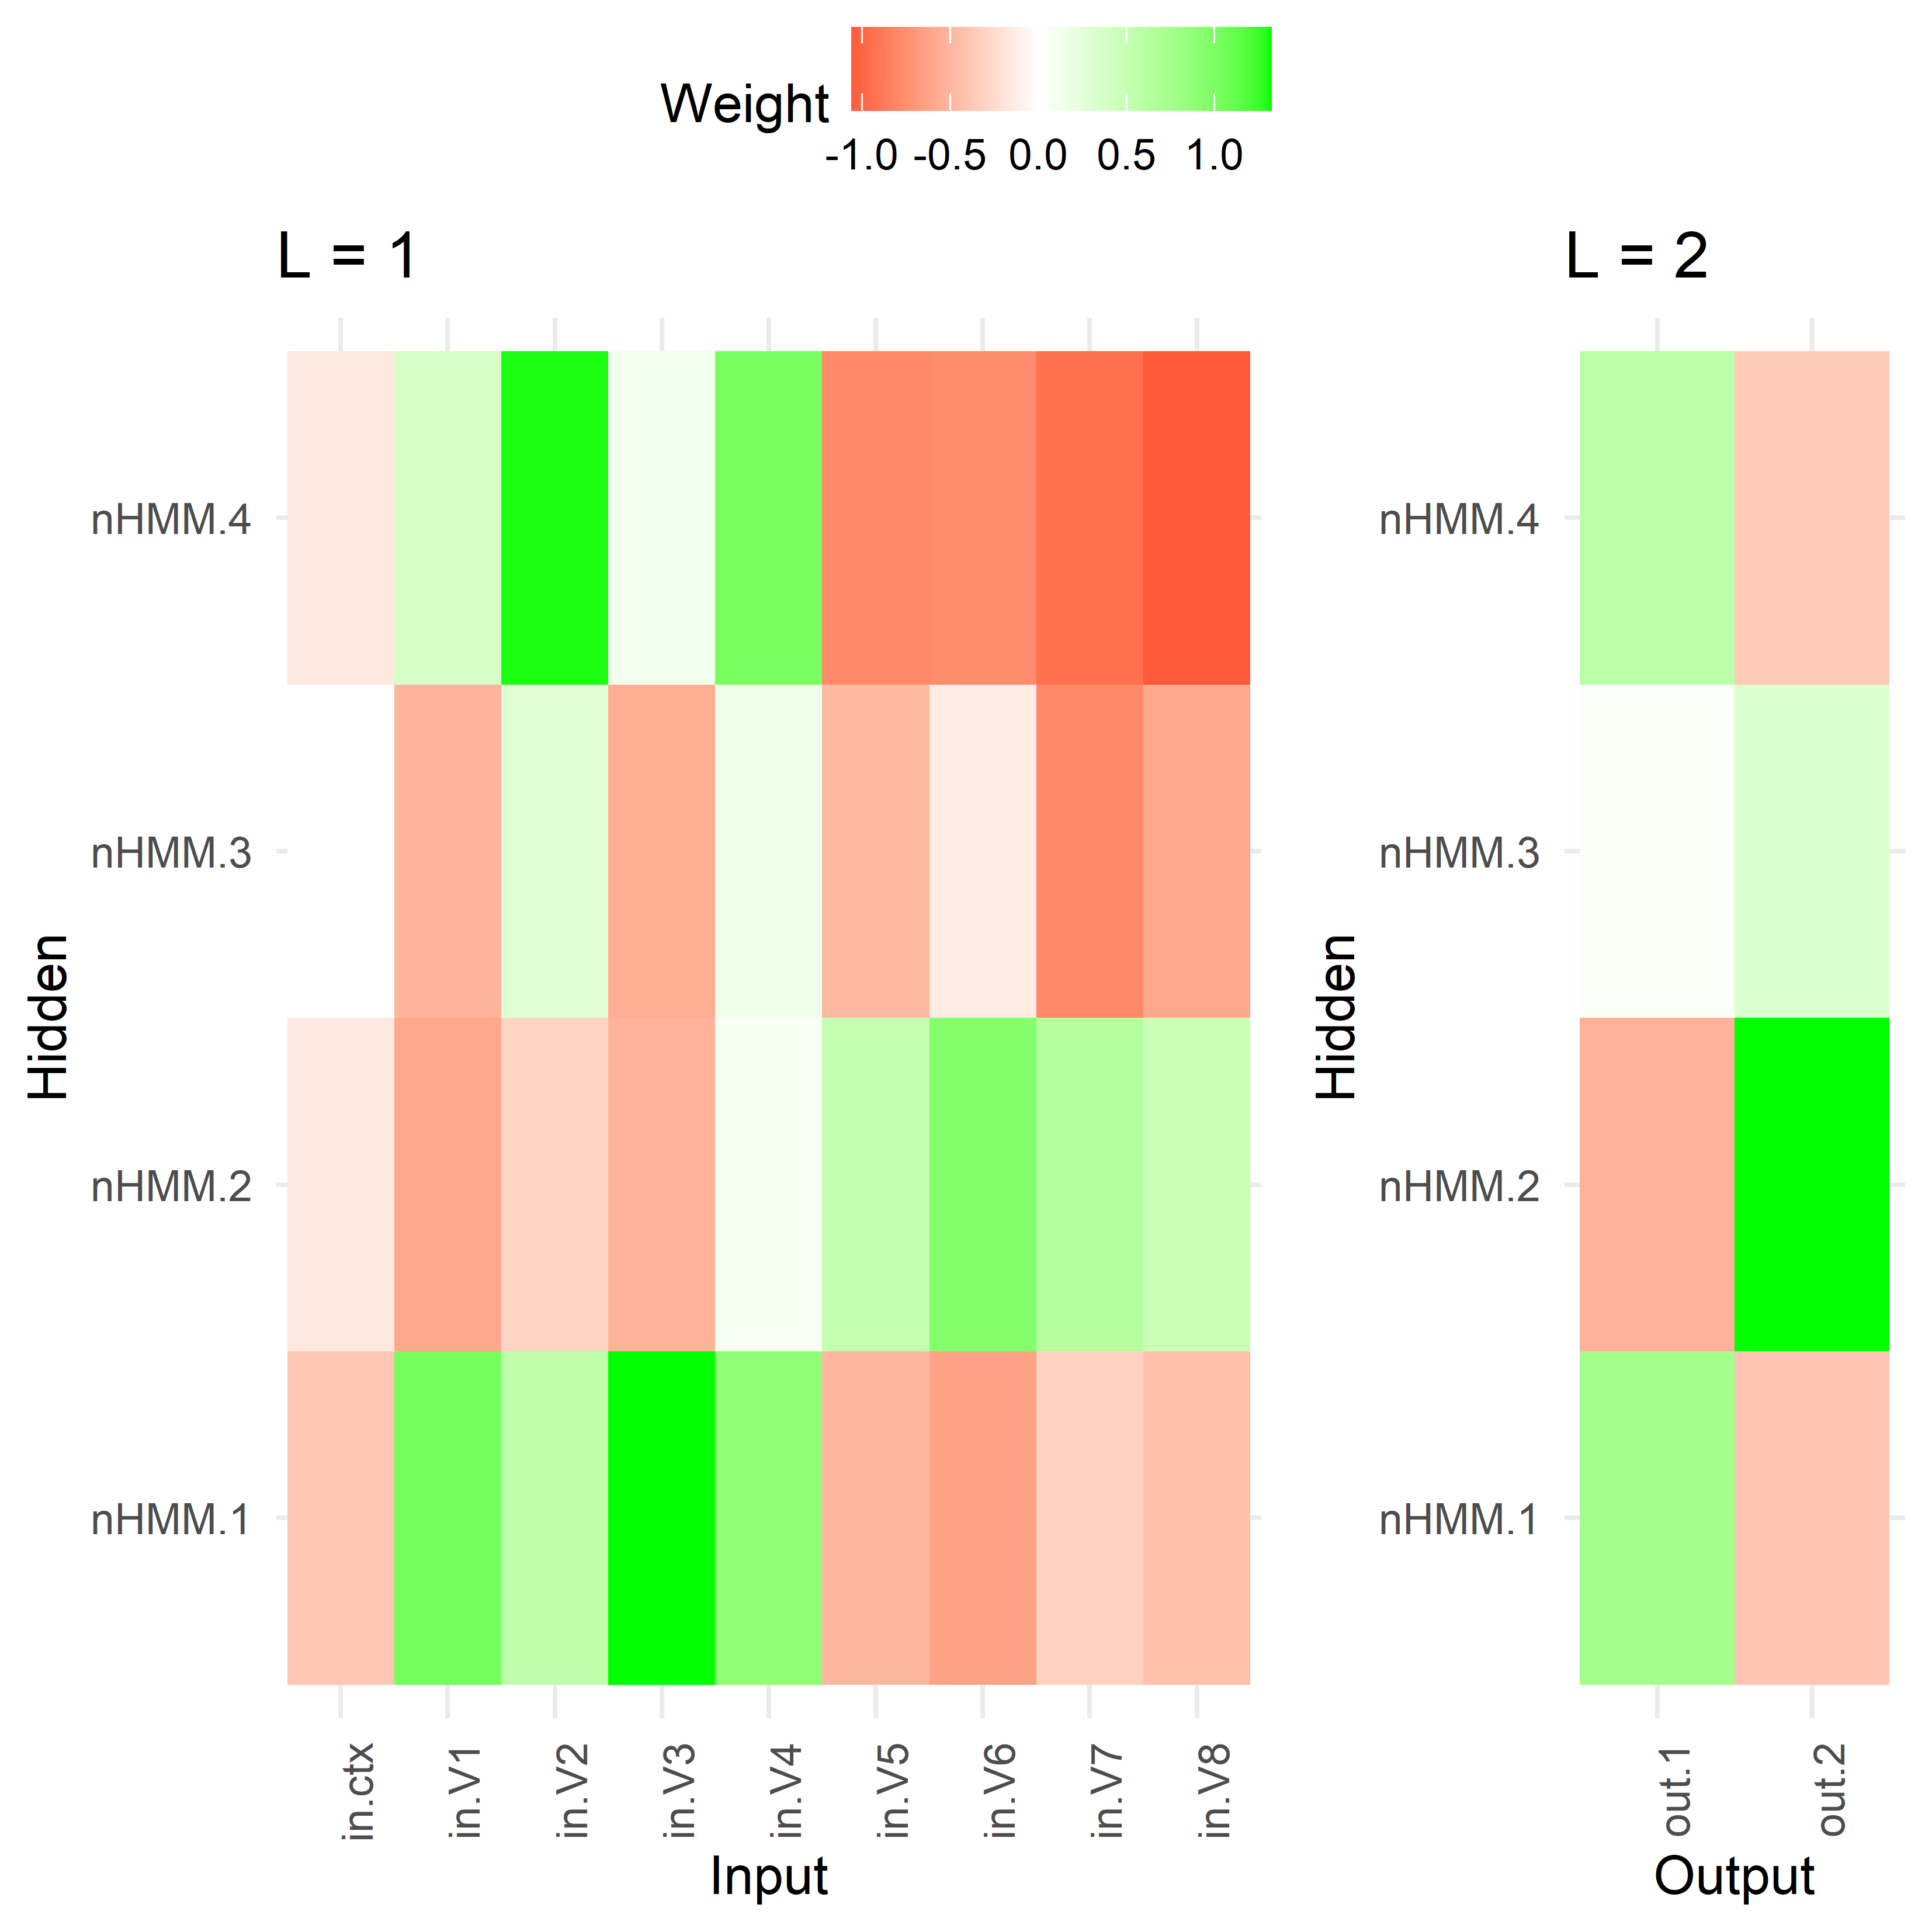 Weight
-1.0 -0.5 0.0 0.5 1.0
L = 1
L = 2
nHMM.4
nHMM.3
nHMM.2
nHMM.1
Hidden
in.ctx in.V1 in.V2 in.V3 in.V4 in.V5 in.V6 in.V7 in.V8
Input
nHMM.4
nHMM.3
nHMM.2
nHMM.1
Hidden
out.1 out.2
Output